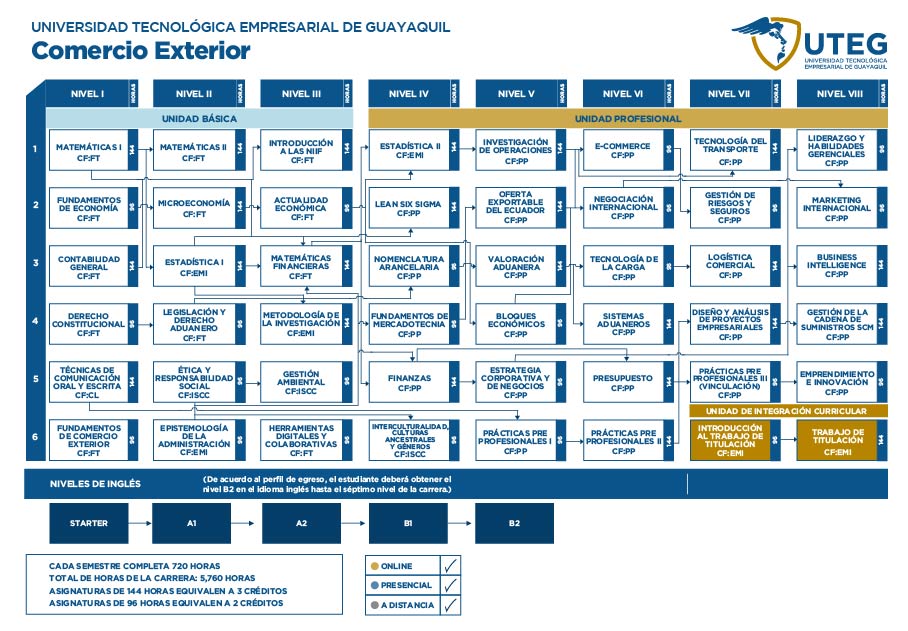 UNIVERSIDAD TECNOLÓGICA EMPRESARIAL DE GUAYAQUIL
Comercio Exterior
UTEG
UNIVERSIDAD TECNOLÓGICA
EMPRESARIAL DE GUAYAQUIL
NIVEL I HORAS NIVEL II HORAS NIVEL III HORAS NIVEL IV HORAS NIVEL V HORAS NIVEL VI HORAS NIVEL VII HORAS NIVEL VIII HORAS
UNIDAD BÁSICA
UNIDAD PROFESIONAL
1
MATEMÁTICAS I
CF:FT
144
MATEMÁTICAS II
CF:FT
144
INTRODUCCIÓN
A LAS NIIF
CF:FT
144
ESTADÍSTICA II
CF:EMI
144
INVESTIGACIÓN
DE OPERACIONES
CF:PP
144
E-COMMERCE
CF:PP
96
TECNOLOGÍA DEL
TRANSPORTE
CF:PP
144
LIDERAZGO Y
HABILIDADES
GERENCIALES
CF:PP
96
2
FUNDAMENTOS
DE ECONOMÍA
CF:FT
96
MICROECONOMÍA
CF:FT
144
ACTUALIDAD
ECONÓMICA
CF:FT
96
LEAN SIX SIGMA
CF:PP
144
OFERTA
EXPORTABLE
DEL ECUADOR
CF:PP
144
NEGOCIACIÓN
INTERNACIONAL
CF:PP
144
GESTIÓN DE
RIESGOS Y
SEGUROS
CF:PP
96
MARKETING
INTERNACIONAL
CF:PP
96
3
CONTABILIDAD
GENERAL
CF:FT
144
ESTADÍSTICA I
CF:EMI
144
MATEMÁTICAS
FINANCIERAS
CF:FT
144
NOMENCLATURA
ARANCELARIA
CF:PP
96
VALORACIÓN
ADUANERA
CF:PP
144
TECNOLOGÍA DE
LA CARGA
CF:PP
96
LOGÍSTICA
COMERCIAL
CF:PP
144
BUSINESS
INTELLIGENCE
CF:PP
144
4
DERECHO
CONSTITUCIONAL
CF:FT
144
LEGISLACIÓN Y
DERECHO
ADUANERO
CF:FT
96
METODOLOGÍA DE
LA INVESTIGACIÓN
CF:EMI
144
FUNDAMENTOS DE
MERCADOTECNIA
CF:PP
144
BLOQUES
ECONÓMICOS
CF:PP
96
SISTEMAS
ADUANEROS
CF:PP
144
DISEÑO Y ANÁLISIS
DE PROYECTOS
EMPRESARIALES
CF:PP
144
GESTIÓN DE LA
CADENA DE
SUMINISTROS SCM
CF:PP
144
5
TÉCNICAS DE
COMUNICACIÓN
ORAL Y ESCRITA
CF:CL
144
ÉTICA Y
RESPONSABILIDAD
SOCIAL
CF:ISCC
96
GESTIÓN
AMBIENTAL
CF:ISCC
96
FINANZAS
CF:PP
144
ESTRATEGIA
CORPORATIVA Y
DE NEGOCIOS
CF:PP
96
PRESUPUESTO
CF:PP
144
PRÁCTICAS PRE
PROFESIONALES III
(VINCULACIÓN)
CF:PP
96
EMPRENDIMIENTO
E INNOVACIÓN
CF:PP
96
UNIDAD DE INTEGRACIÓN CURRICULAR
6
FUNDAMENTOS
DE COMERCIO
EXTERIOR
CF:FT
96
EPISTEMOLOGÍA
DE LA
ADMINISTRACIÓN
CF:EMI
96
HERRAMIENTAS
DIGITALES Y
COLABORATIVAS
CF:FT
96
INTERCULTURALIDAD,
CULTURAS
ANCESTRALES
Y GÉNEROS
CF:ISCC
96
PRÁCTICAS PRE
PROFESIONALES I
CF:PP
96
PRÁCTICAS PRE
PROFESIONALES II
CF:PP
144
INTRODUCCIÓN
AL TRABAJO DE
TITULACIÓN
CF:EMI
96
TRABAJO DE
TITULACIÓN
CF:EMI
144
NIVELES DE INGLÉS
(De acuerdo al perfil de egreso, el estudiante deberá obtener el
nivel B2 en el idioma inglés hasta el séptimo nivel de la carrera.)
STARTER A1 A2 B1 B2
CADA SEMESTRE COMPLETA 720 HORAS
TOTAL DE HORAS DE LA CARRERA: 5,760 HORAS
ASIGNATURAS DE 144 HORAS EQUIVALEN A 3 CRÉDITOS
ASIGNATURAS DE 96 HORAS EQUIVALEN A 2 CRÉDITOS
ONLINE
PRESENCIAL
A DISTANCIA